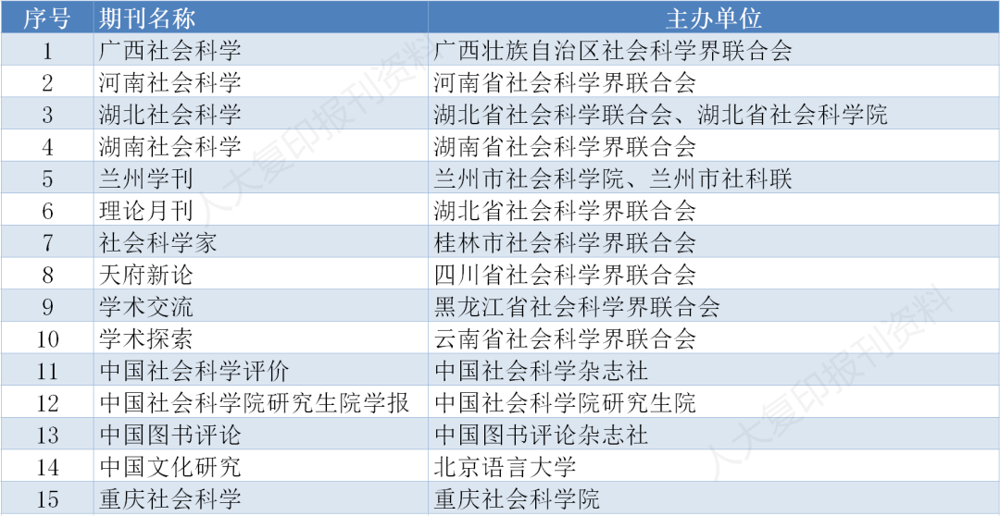 序号 期刊名称 主办单位
1 广西社会科学 广西壮族自治区社会科学界联合会
2 河南社会科学 河南省社会科学界联合会
3 湖北社会科学 湖北省社会科学联合会、湖北省社会科学院
4 湖南社会科学 湖南省社会科学界联合会
5 兰州学刊 兰州市社会科学院、兰州市社科联
6 理论月刊 湖北省社会科学界联合会
7 社会科学家 桂林市社会科学界联合会
8 天府新论 四川省社会科学界联合会
9 学术交流 黑龙江省社会科学界联合会
10 学术探索 云南省社会科学界联合会
11 中国社会科学评价 中国社会科学杂志社
12 中国社会科学院研究生院学报 中国社会科学院研究生院
13 中国图书评论 中国图书评论杂志社
14 中国文化研究 北京语言大学
15 重庆社会科学 重庆社会科学院
人大复印报刊资料
人大复印报刊资料